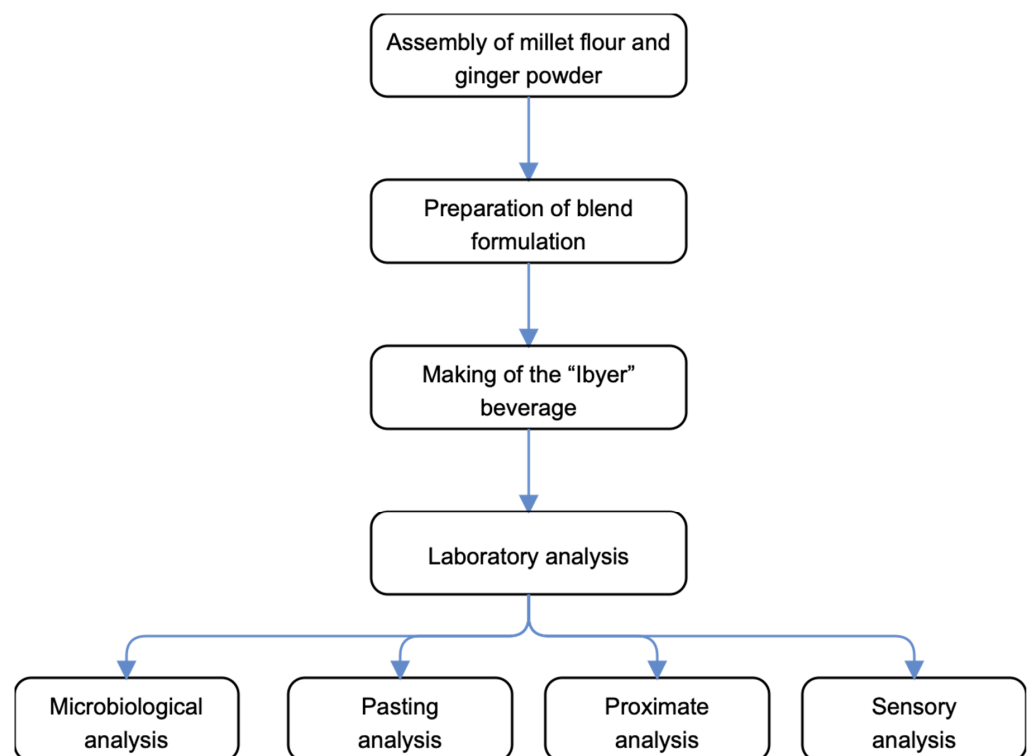 Assembly of millet flour and
ginger powder
Preparation of blend
formulation
Making of the “Ibyer”
beverage
Laboratory analysis
Microbiological
analysis
Pasting
analysis
Proximate
analysis
Sensory
analysis